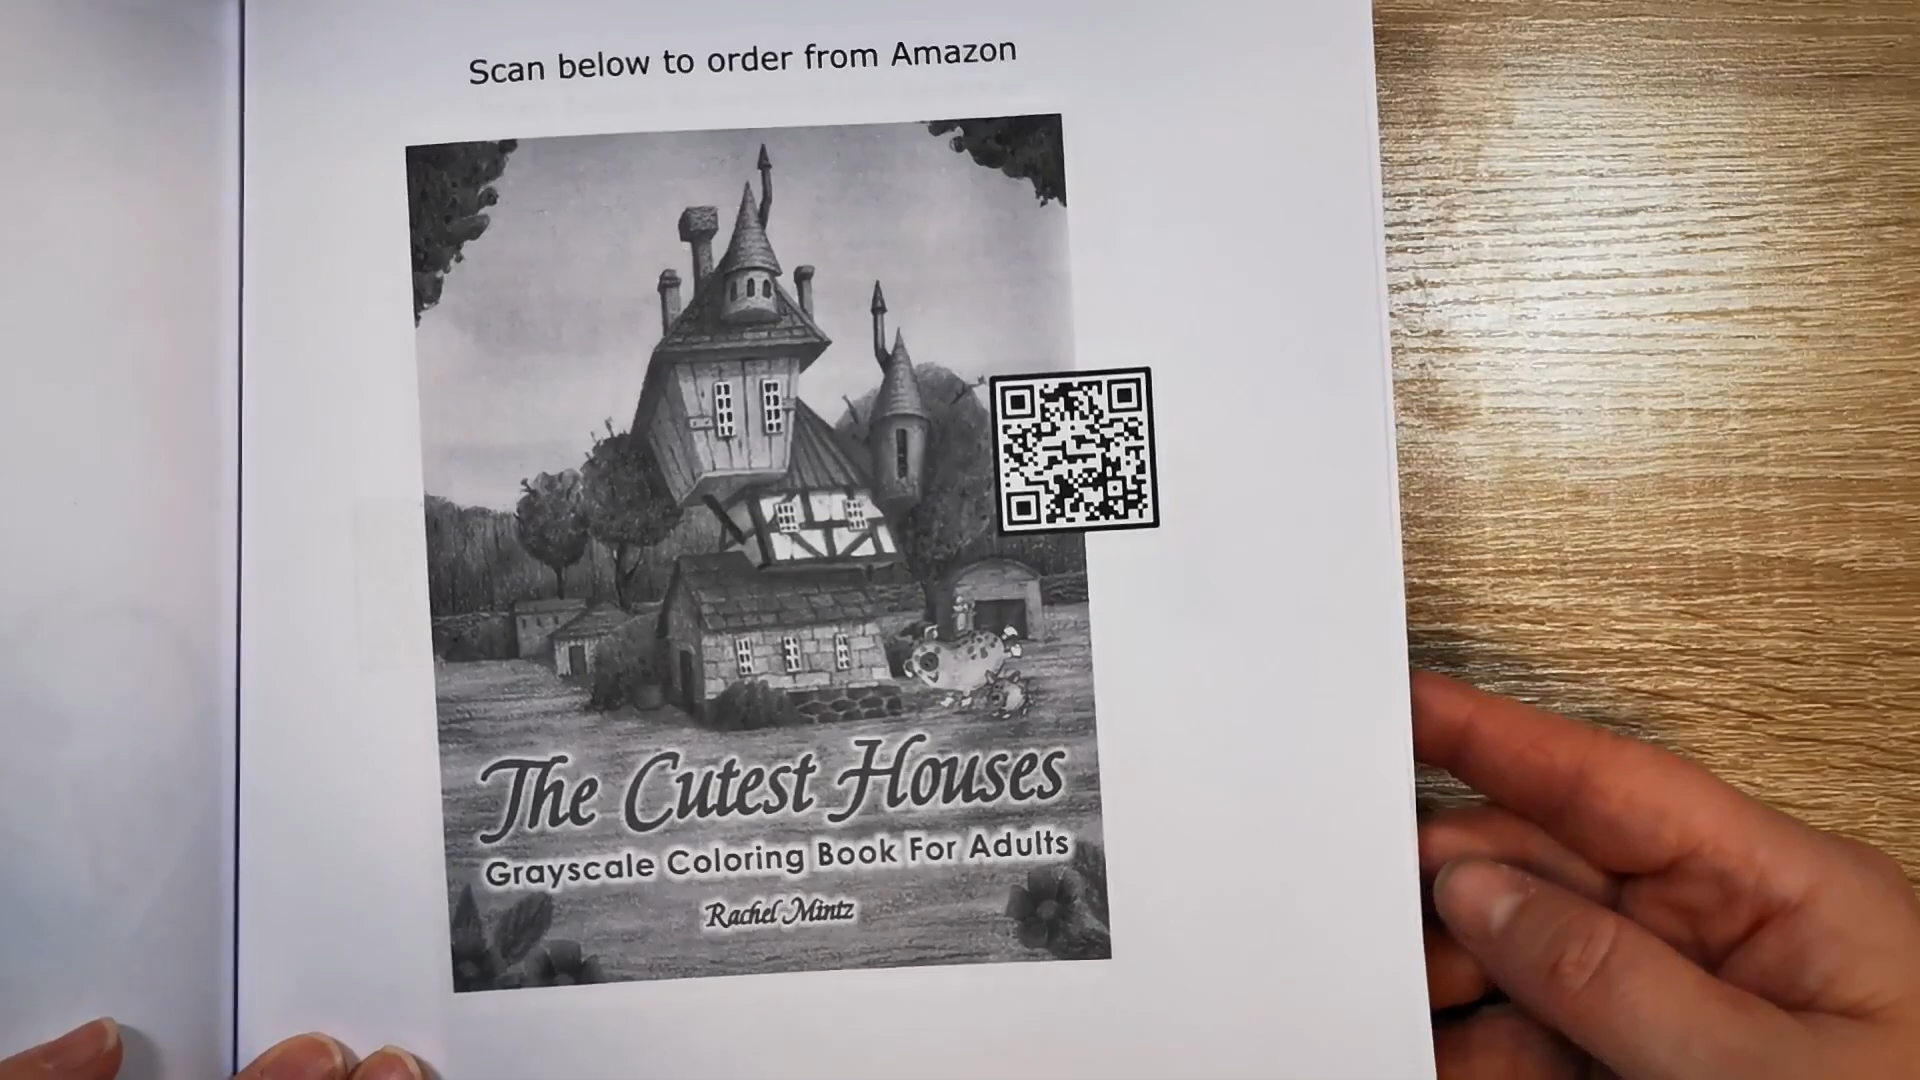 Scan below to order from Amazon
The Cutest Houses
Grayscale Coloring Book For Adults
Rachel Mintz